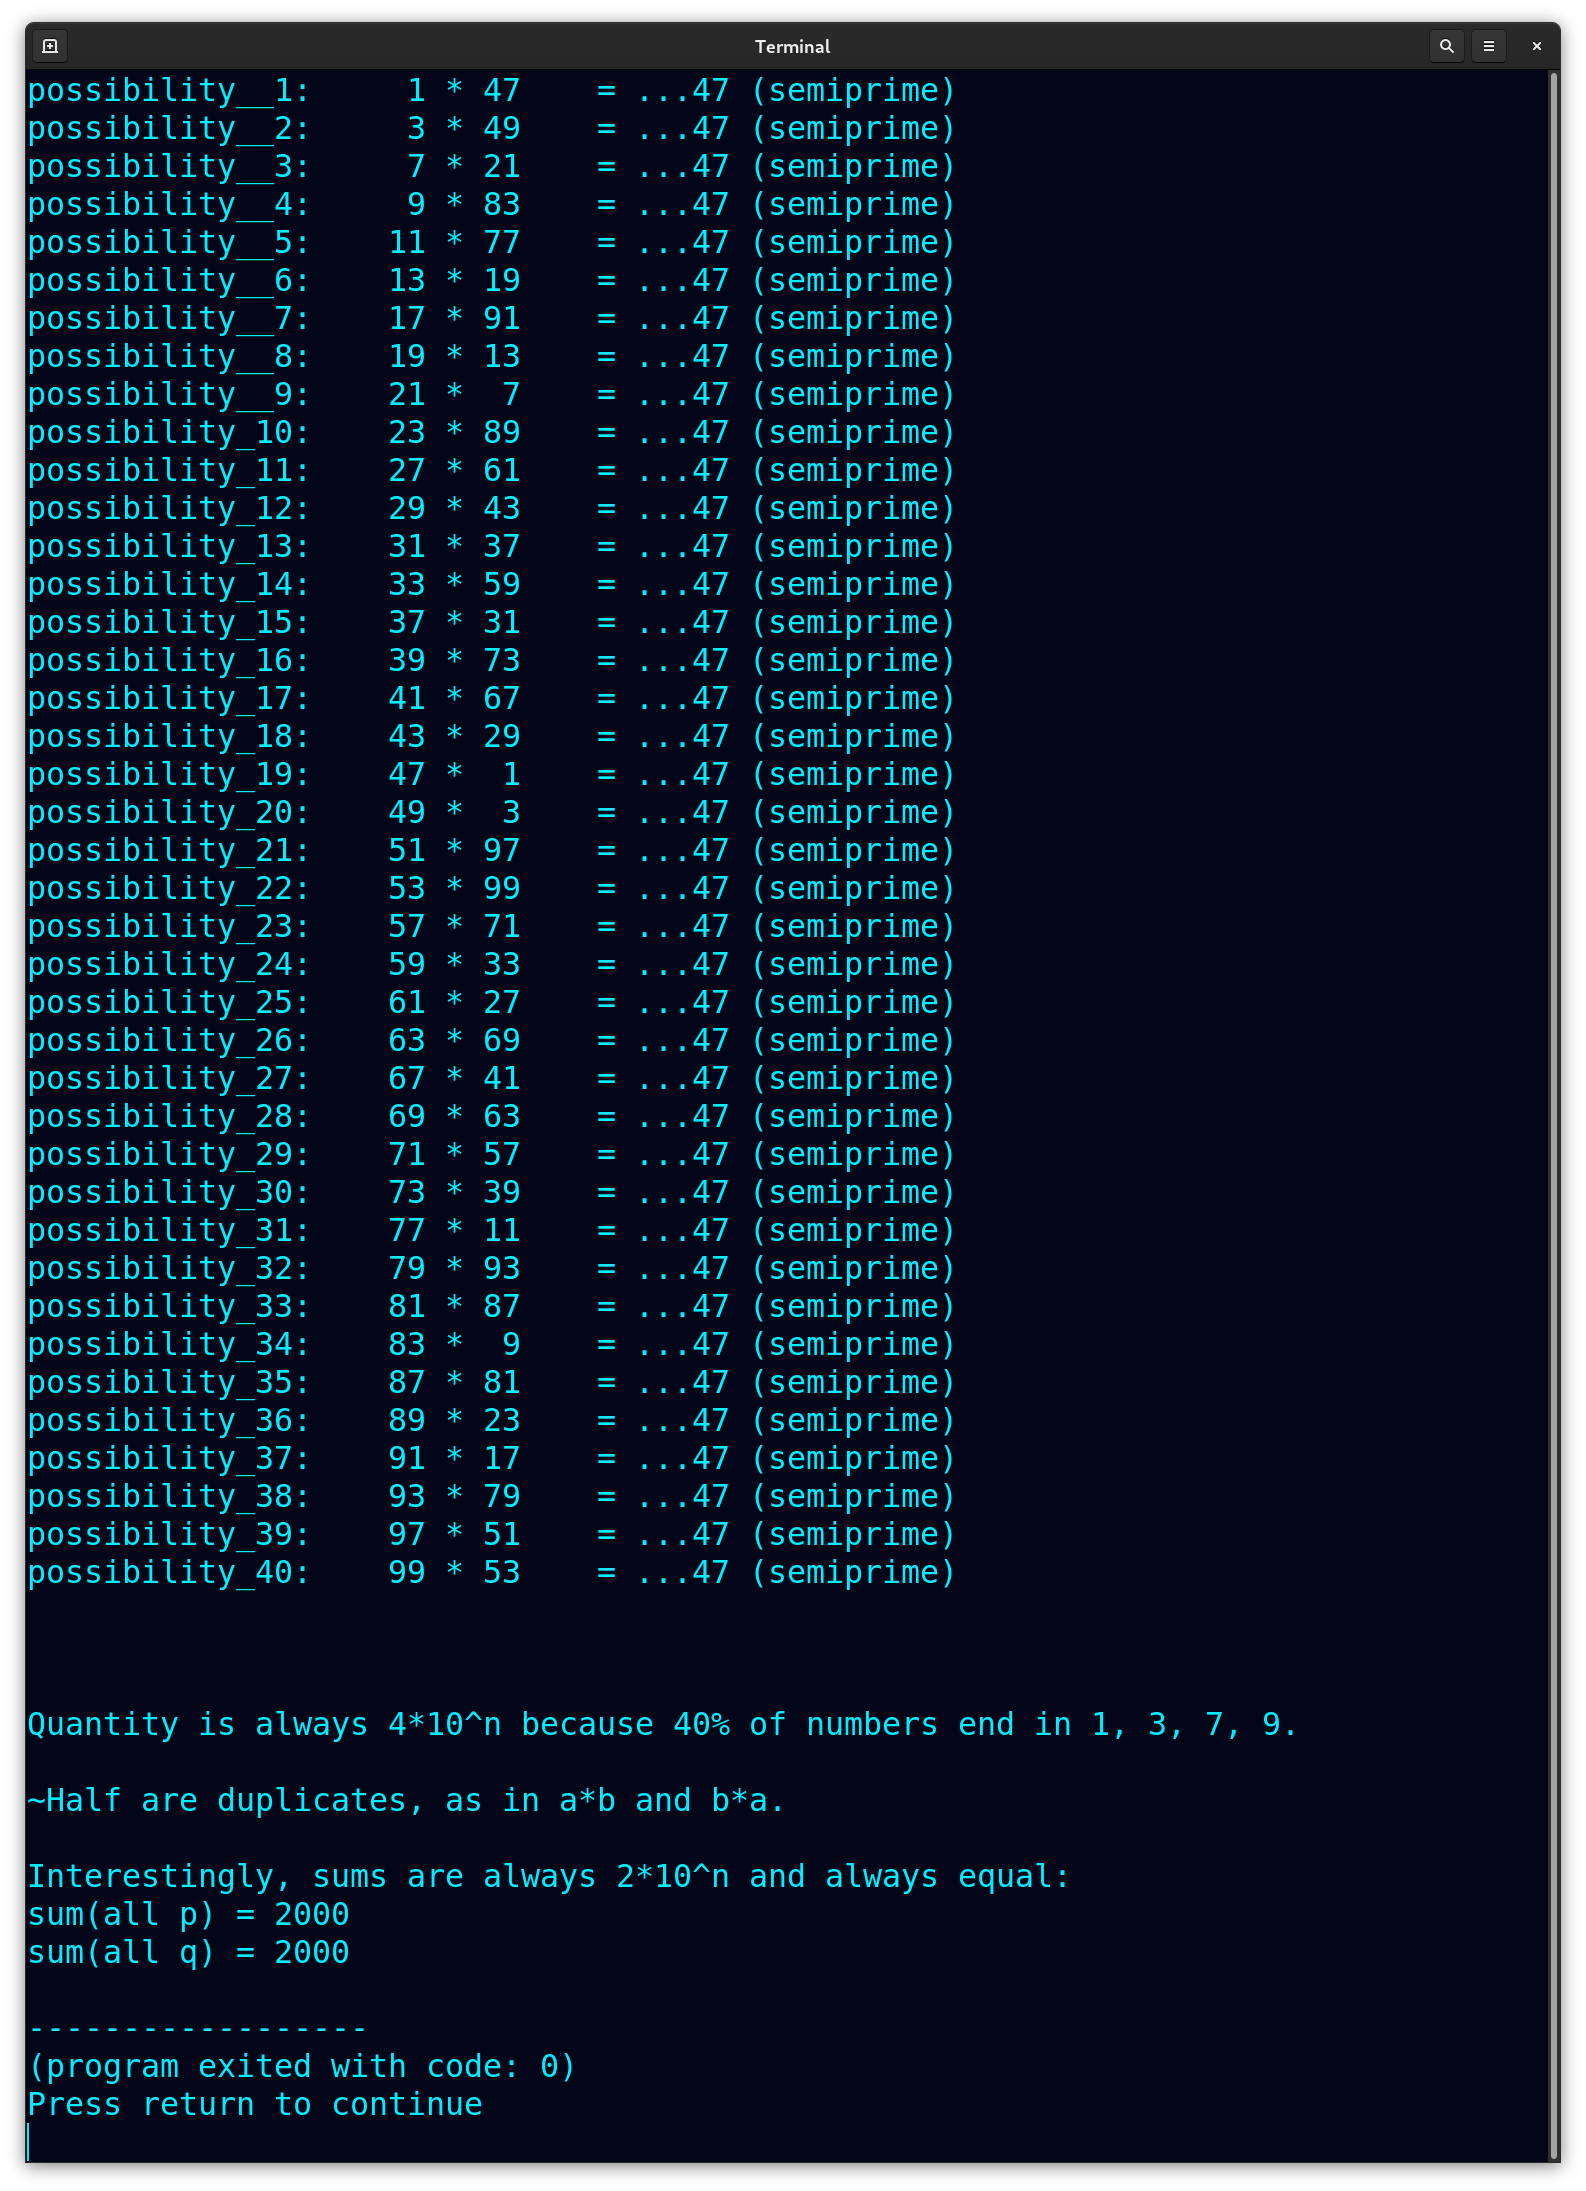 Terminal
possibility__1:     1 * 47    = ...47 (semiprime)
possibility__2:     3 * 49    = ...47 (semiprime)
possibility__3:     7 * 21    = ...47 (semiprime)
possibility__4:     9 * 83    = ...47 (semiprime)
possibility__5:    11 * 77    = ...47 (semiprime)
possibility__6:    13 * 19    = ...47 (semiprime)
possibility__7:    17 * 91    = ...47 (semiprime)
possibility__8:    19 * 13    = ...47 (semiprime)
possibility__9:    21 *  7    = ...47 (semiprime)
possibility_10:    23 * 89    = ...47 (semiprime)
possibility_11:    27 * 61    = ...47 (semiprime)
possibility_12:    29 * 43    = ...47 (semiprime)
possibility_13:    31 * 37    = ...47 (semiprime)
possibility_14:    33 * 59    = ...47 (semiprime)
possibility_15:    37 * 31    = ...47 (semiprime)
possibility_16:    39 * 73    = ...47 (semiprime)
possibility_17:    41 * 67    = ...47 (semiprime)
possibility_18:    43 * 29    = ...47 (semiprime)
possibility_19:    47 *  1    = ...47 (semiprime)
possibility_20:    49 *  3    = ...47 (semiprime)
possibility_21:    51 * 97    = ...47 (semiprime)
possibility_22:    53 * 99    = ...47 (semiprime)
possibility_23:    57 * 71    = ...47 (semiprime)
possibility_24:    59 * 33    = ...47 (semiprime)
possibility_25:    61 * 27    = ...47 (semiprime)
possibility_26:    63 * 69    = ...47 (semiprime)
possibility_27:    67 * 41    = ...47 (semiprime)
possibility_28:    69 * 63    = ...47 (semiprime)
possibility_29:    71 * 57    = ...47 (semiprime)
possibility_30:    73 * 39    = ...47 (semiprime)
possibility_31:    77 * 11    = ...47 (semiprime)
possibility_32:    79 * 93    = ...47 (semiprime)
possibility_33:    81 * 87    = ...47 (semiprime)
possibility_34:    83 *  9    = ...47 (semiprime)
possibility_35:    87 * 81    = ...47 (semiprime)
possibility_36:    89 * 23    = ...47 (semiprime)
possibility_37:    91 * 17    = ...47 (semiprime)
possibility_38:    93 * 79    = ...47 (semiprime)
possibility_39:    97 * 51    = ...47 (semiprime)
possibility_40:    99 * 53    = ...47 (semiprime)
Quantity is always 4*10^n because 40% of numbers end in 1, 3, 7, 9.
~Half are duplicates, as in a*b and b*a.
Interestingly, sums are always 2*10^n and always equal:
sum(all p) = 2000
sum(all q) = 2000
------------------
(program exited with code: 0)
Press return to continue